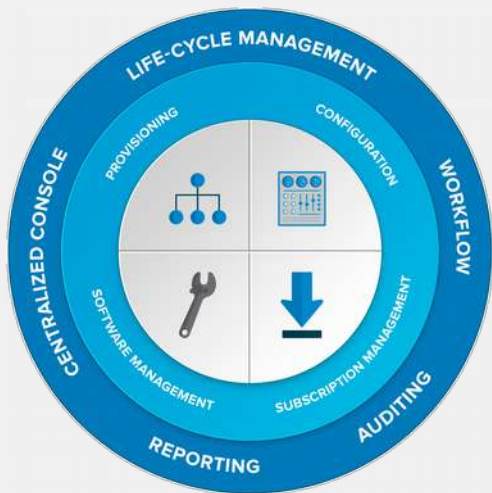 LIFE-CYCLE MANAGEMENT
WORKFLOW
AUDITING
REPORTING
CENTRALIZED CONSOLE
PROVISIONING
CONFIGURATION
SUBSCRIPTION MANAGEMENT
SOFTWARE MANAGEMENT